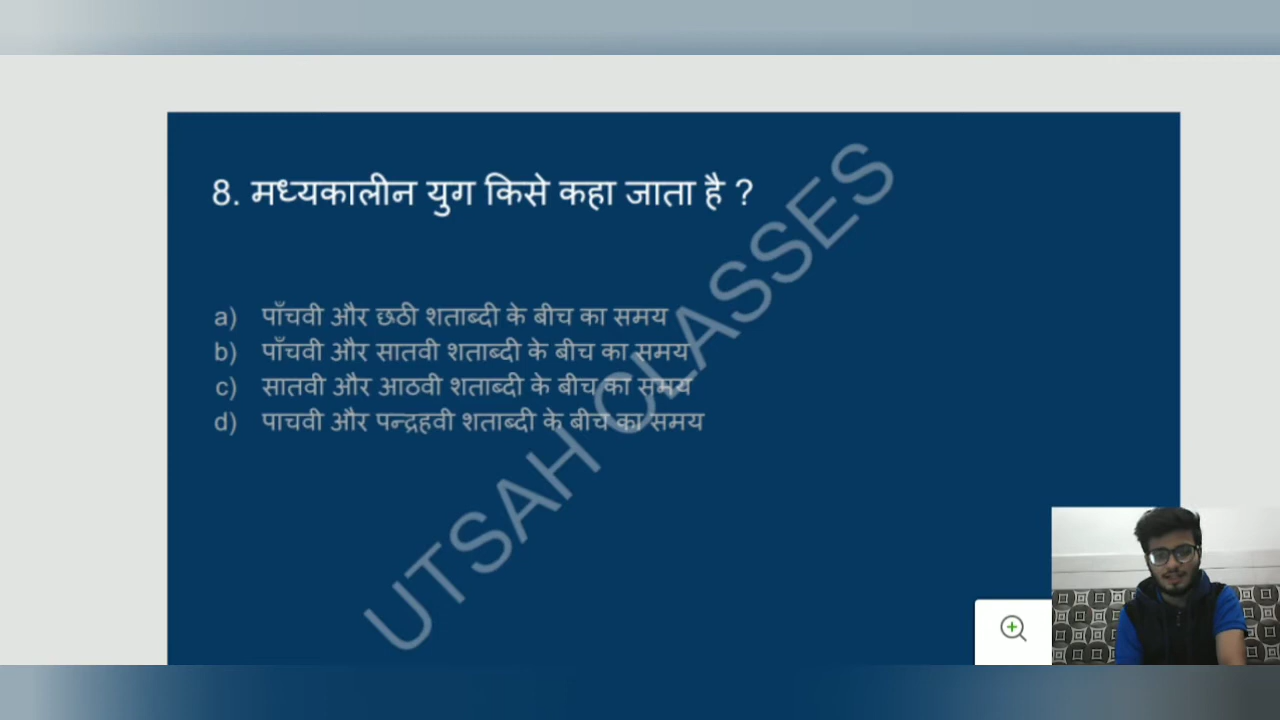 8. मध्यकालीन युग किसे कहा जाता है ?
a) पाँचवी और छठी शताब्दी के बीच का समय
b) पाँचवी और सातवी शताब्दी के बीच का समय
c) सातवी और आठवी शताब्दी के बीच का समय
d) पाचवी और पन्द्रहवी शताब्दी के बीच का समय
UTSAH CLASSES